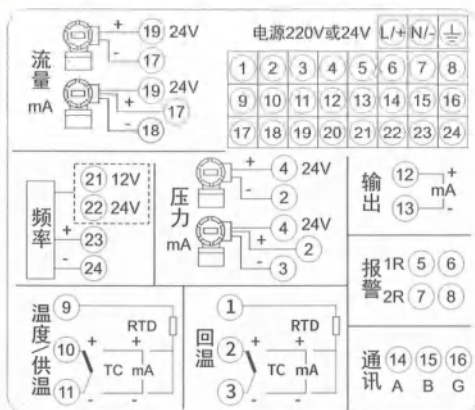 电源220V或24V L/+ N/- ⏚
1 2 3 4 5 6 7 8
9 10 11 12 13 14 15 16
17 18 19 20 21 22 23 24
流量
mA
+ 19 24V
- 17
19 24V
+ 17
- 18
频率
21 12V
22 24V
+ 23
- 24
压力
mA
+ 4 24V
- 2
4 24V
+ 2
- 3
输出
12 +
mA
13 -
报警
1R 5 6
2R 7 8
温度/供温
9
RTD
10 + +
TC mA
11 - -
回温
1
RTD
2 + +
TC mA
3 - -
通讯
14 15 16
A B G